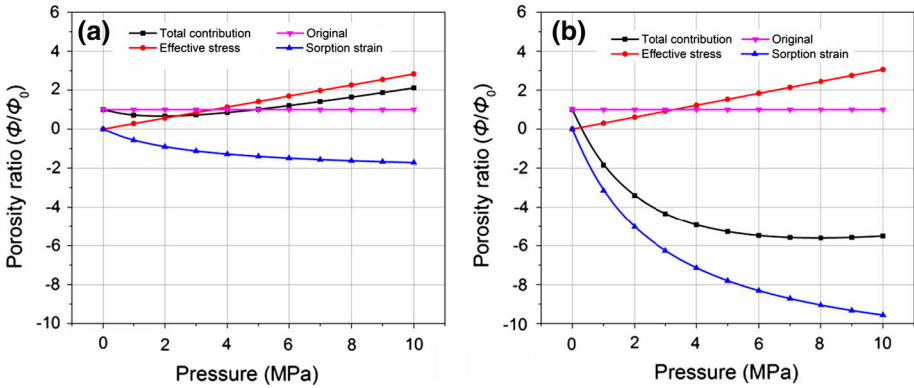 (a)
Total contribution
Original
Effective stress
Sorption strain
6
4
2
0
-2
-4
-6
-8
-10
Porosity ratio (Φ/Φ0)
0 2 4 6 8 10
Pressure (MPa)
(b)
Total contribution
Original
Effective stress
Sorption strain
6
4
2
0
-2
-4
-6
-8
-10
Porosity ratio (Φ/Φ0)
0 2 4 6 8 10
Pressure (MPa)